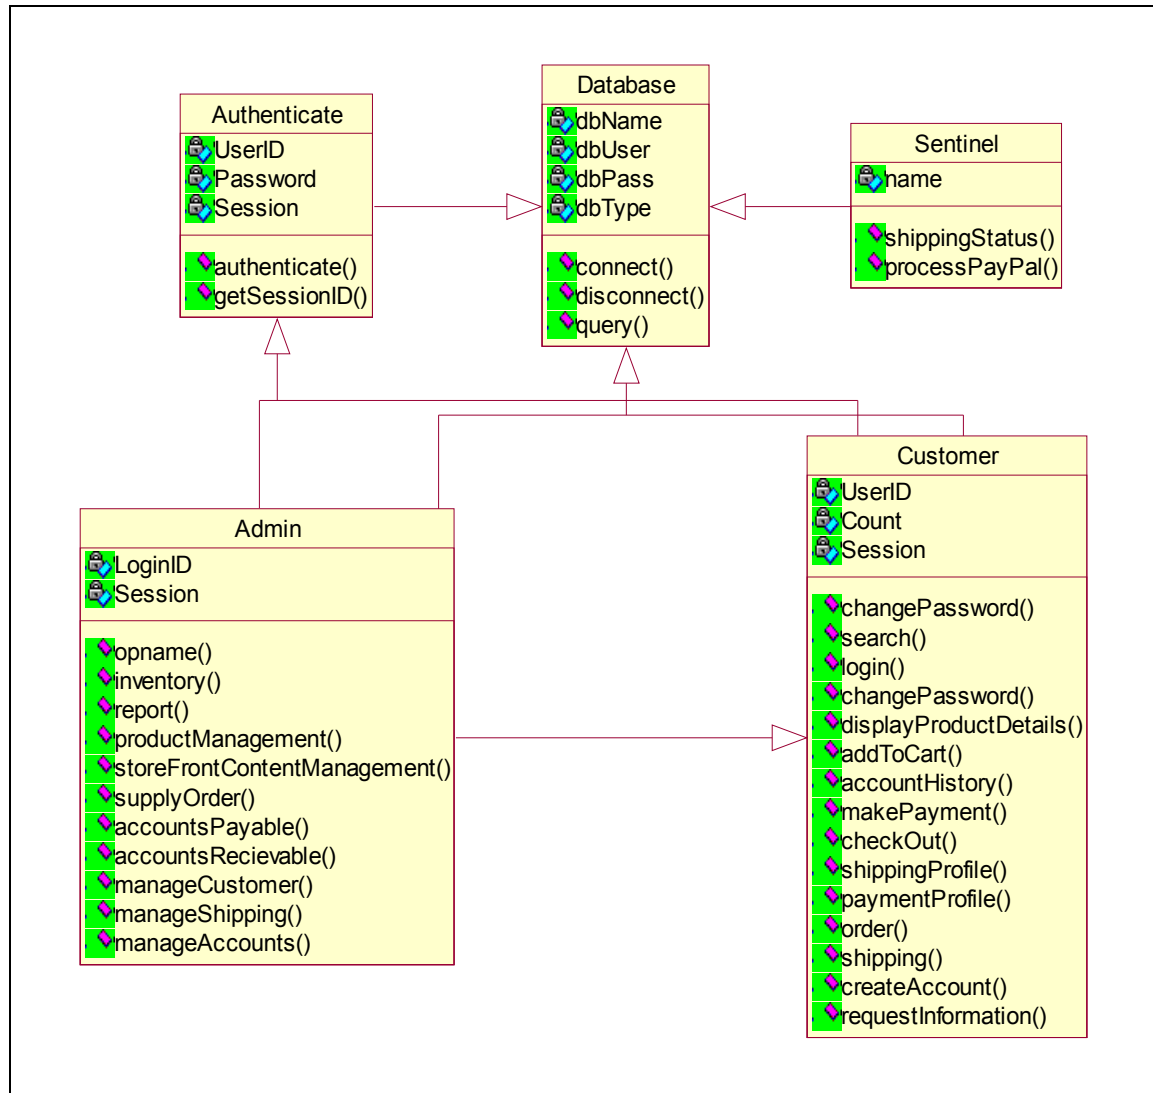 Authenticate
UserID
Password
Session
authenticate()
getSessionID()
Database
dbName
dbUser
dbPass
dbType
connect()
disconnect()
query()
Sentinel
name
shippingStatus()
processPayPal()
Admin
LoginID
Session
opname()
inventory()
report()
productManagement()
storeFrontContentManagement()
supplyOrder()
accountsPayable()
accountsRecievable()
manageCustomer()
manageShipping()
manageAccounts()
Customer
UserID
Count
Session
changePassword()
search()
login()
changePassword()
displayProductDetails()
addToCart()
accountHistory()
makePayment()
checkOut()
shippingProfile()
paymentProfile()
order()
shipping()
createAccount()
requestInformation()